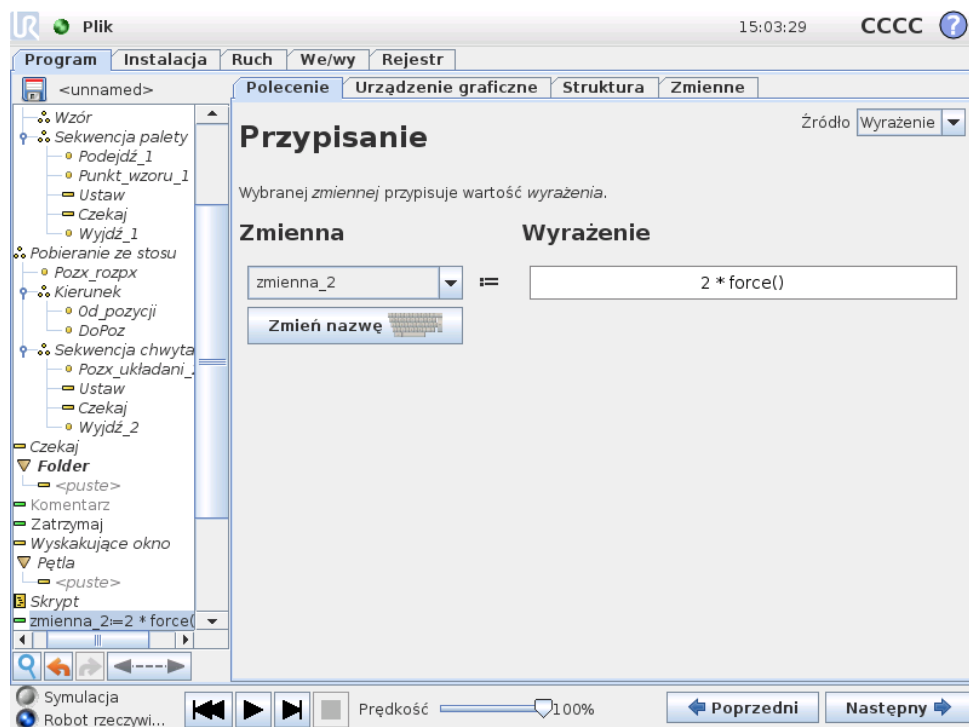 UR Plik 15:03:29 CCCC ?
Program Instalacja Ruch We/wy Rejestr
<unnamed>
Polecenie Urządzenie graficzne Struktura Zmienne
Wzór
Sekwencja palety
Podejdź_1
Punkt_wzoru_1
Ustaw
Czekaj
Wyjdź_1
Pobieranie ze stosu
Pozx_rozpx
Kierunek
Od_pozycji
DoPoz
Sekwencja chwyta
Pozx_układani_
Ustaw
Czekaj
Wyjdź_2
Czekaj
Folder
<puste>
Komentarz
Zatrzymaj
Wyskakujące okno
Pętla
<puste>
Skrypt
zmienna_2:=2 * force(
Przypisanie
Źródło Wyrażenie
Wybranej zmiennej przypisuje wartość wyrażenia.
Zmienna Wyrażenie
zmienna_2 := 2 * force()
Zmień nazwę
Symulacja
Robot rzeczywi...
Prędkość 100%
Poprzedni Następny